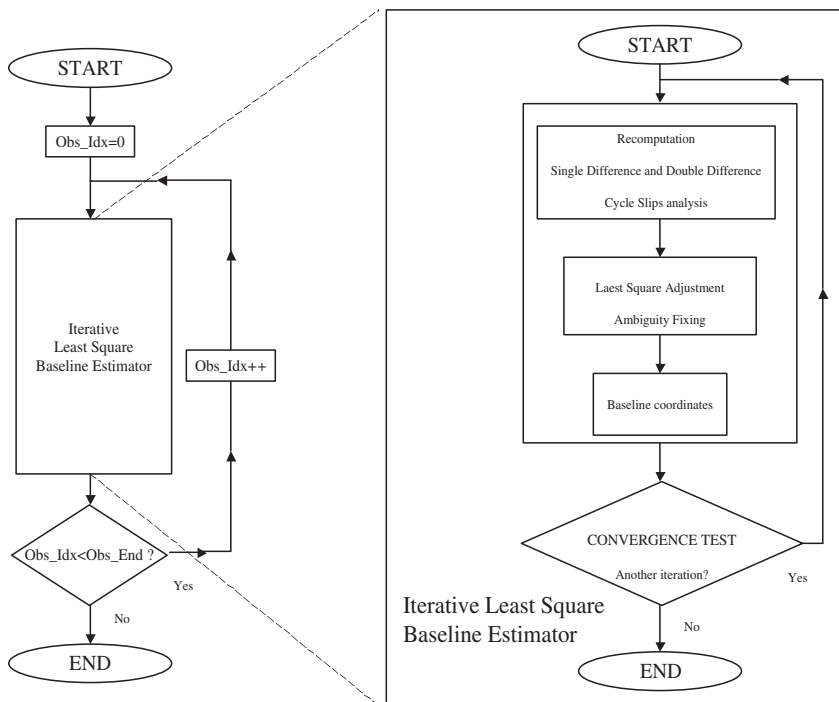 START
Obs_Idx=0
Iterative
Least Square
Baseline Estimator
Obs_Idx++
Obs_Idx<Obs_End ?
Yes
No
END
START
Recomputation
Single Difference and Double Difference
Cycle Slips analysis
Laest Square Adjustment
Ambiguity Fixing
Baseline coordinates
CONVERGENCE TEST
Another iteration?
Yes
No
END
Iterative Least Square
Baseline Estimator